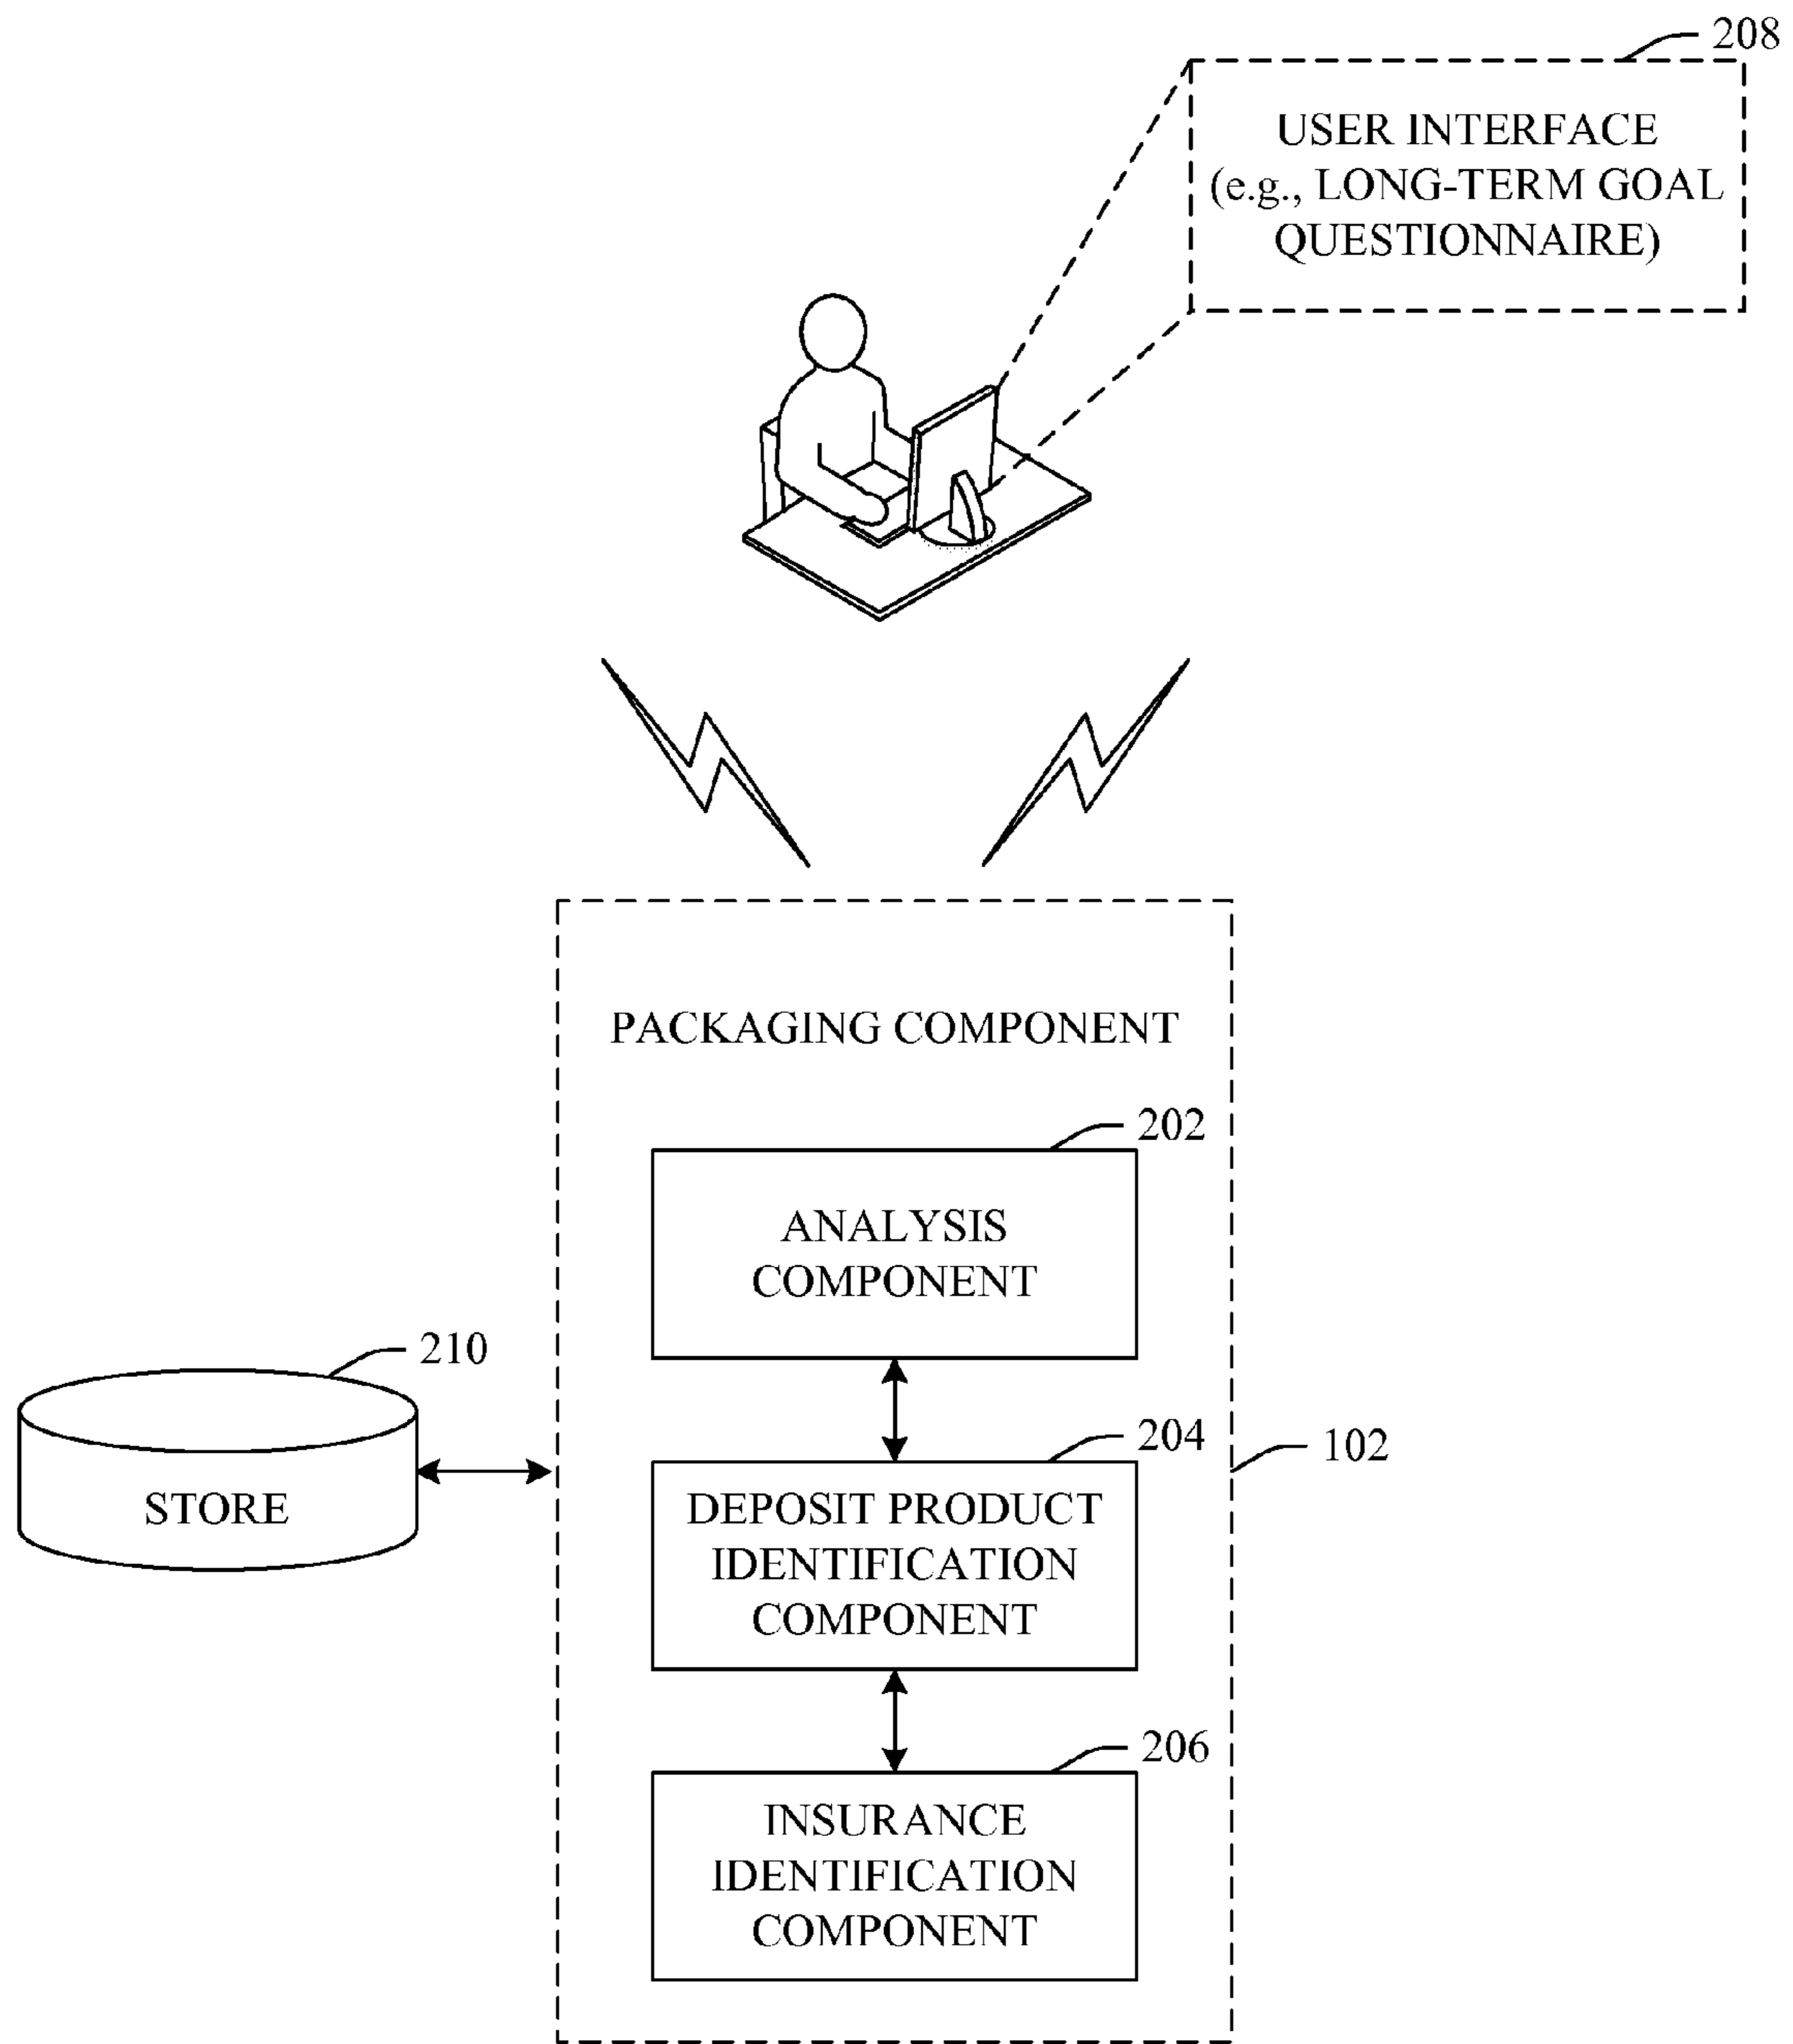 208
USER INTERFACE
(e.g., LONG-TERM GOAL
QUESTIONNAIRE)
PACKAGING COMPONENT
202
ANALYSIS
COMPONENT
210
STORE
204
DEPOSIT PRODUCT
IDENTIFICATION
COMPONENT
102
206
INSURANCE
IDENTIFICATION
COMPONENT